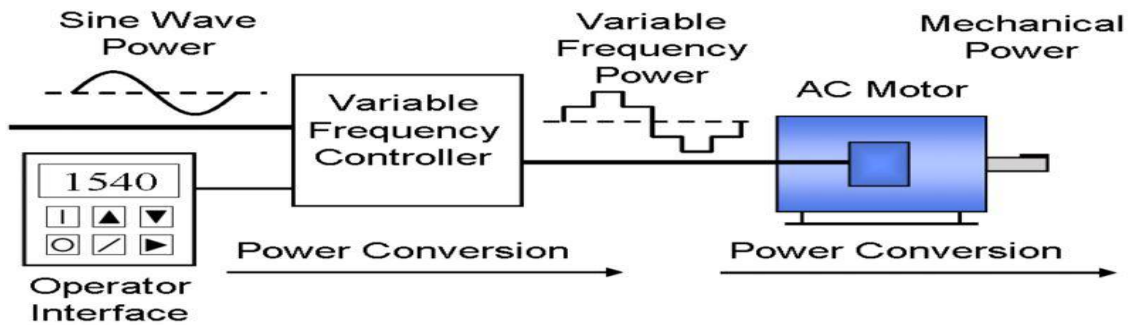 Sine Wave
Power
Variable
Frequency
Power
Mechanical
Power
AC Motor
Variable
Frequency
Controller
1540
Power Conversion
Power Conversion
Operator
Interface